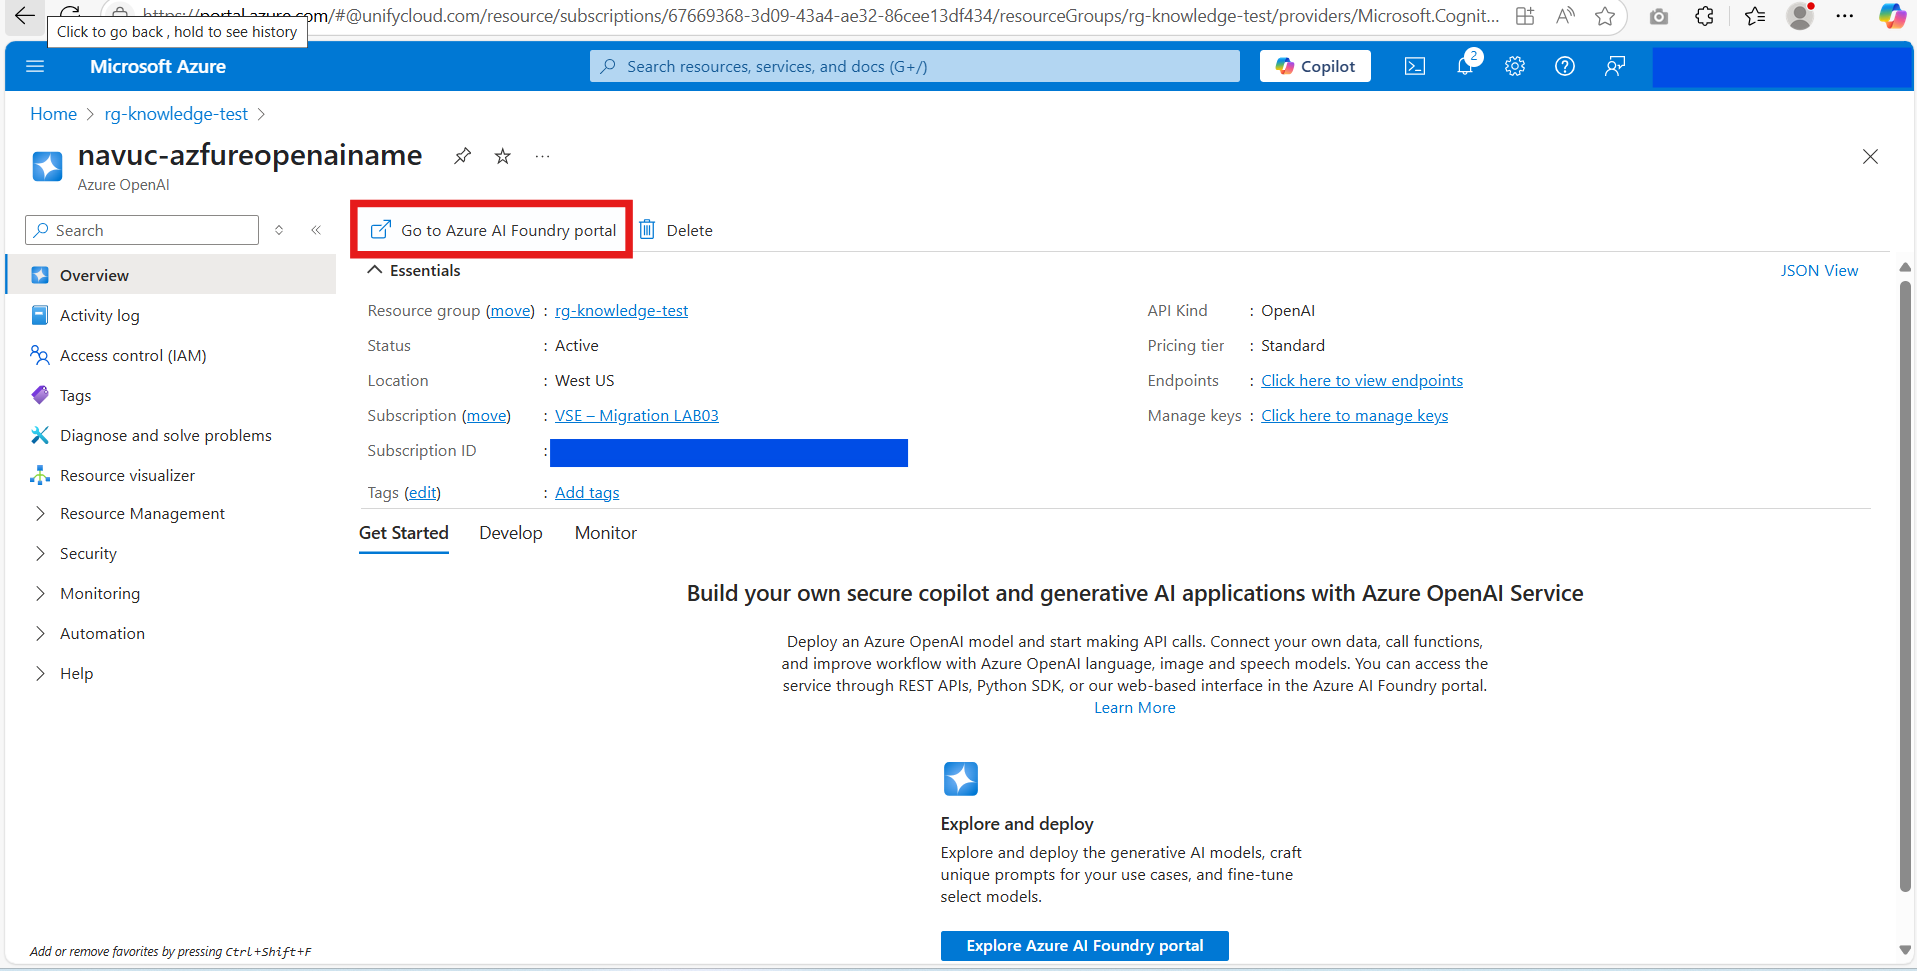 https://portal.azure.com/#@unifycloud.com/resource/subscriptions/67669368-3d09-43a4-ae32-86cee13df434/resourceGroups/rg-knowledge-test/providers/Microsoft.Cognit...
Click to go back , hold to see history
Microsoft Azure
Search resources, services, and docs (G+/)
Copilot
2
Home > rg-knowledge-test >
navuc-azfureopenainame
Azure OpenAI
Search
Go to Azure AI Foundry portal
Delete
Overview
Activity log
Access control (IAM)
Tags
Diagnose and solve problems
Resource visualizer
Resource Management
Security
Monitoring
Automation
Help
Add or remove favorites by pressing Ctrl+Shift+F
Essentials
JSON View
Resource group (move) : rg-knowledge-test
Status : Active
Location : West US
Subscription (move) : VSE – Migration LAB03
Subscription ID :
Tags (edit) : Add tags
API Kind : OpenAI
Pricing tier : Standard
Endpoints : Click here to view endpoints
Manage keys : Click here to manage keys
Get Started Develop Monitor
Build your own secure copilot and generative AI applications with Azure OpenAI Service
Deploy an Azure OpenAI model and start making API calls. Connect your own data, call functions,
and improve workflow with Azure OpenAI language, image and speech models. You can access the
service through REST APIs, Python SDK, or our web-based interface in the Azure AI Foundry portal.
Learn More
Explore and deploy
Explore and deploy the generative AI models, craft
unique prompts for your use cases, and fine-tune
select models.
Explore Azure AI Foundry portal